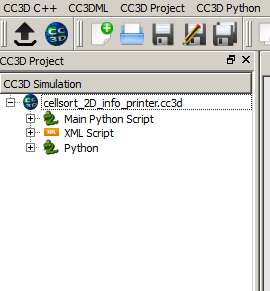 CC3D C++ CC3DML CC3D Project CC3D Python
CC3D Project
CC3D Simulation
cellsort_2D_info_printer.cc3d
Main Python Script
XML Script
Python